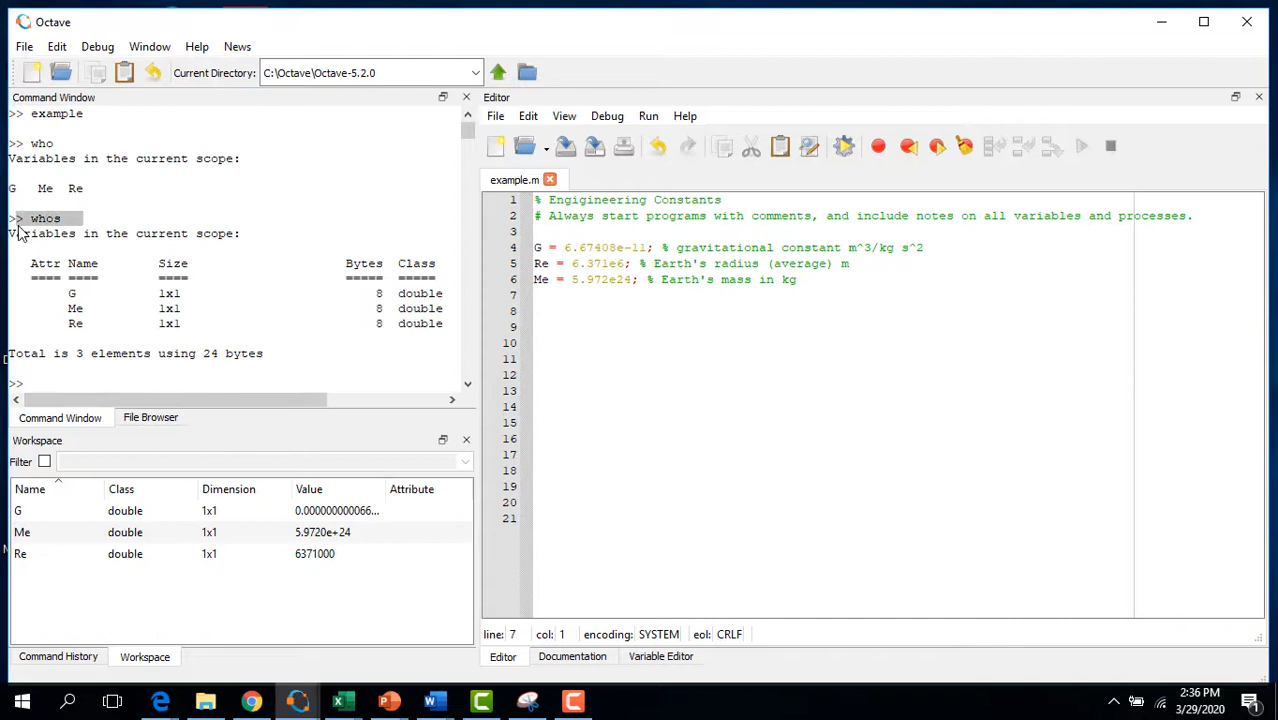 Octave
File Edit Debug Window Help News
Current Directory: C:\Octave\Octave-5.2.0
Command Window
>> example
>> who
Variables in the current scope:
G Me Re
>> whos
Variables in the current scope:
Attr Name Size Bytes Class
==== ==== ==== ===== =====
G 1x1 8 double
Me 1x1 8 double
Re 1x1 8 double
Total is 3 elements using 24 bytes
>>
Command Window File Browser
Workspace
Filter
Name Class Dimension Value Attribute
G double 1x1 0.000000000066...
Me double 1x1 5.9720e+24
Re double 1x1 6371000
Command History Workspace
Editor
File Edit View Debug Run Help
example.m
1 % Engigineering Constants
2 # Always start programs with comments, and include notes on all variables and processes.
3
4 G = 6.67408e-11; % gravitational constant m^3/kg s^2
5 Re = 6.371e6; % Earth's radius (average) m
6 Me = 5.972e24; % Earth's mass in kg
7
8
9
10
11
12
13
14
15
16
17
18
19
20
21
line: 7 col: 1 encoding: SYSTEM eol: CRLF
Editor Documentation Variable Editor
2:36 PM
3/29/2020
1